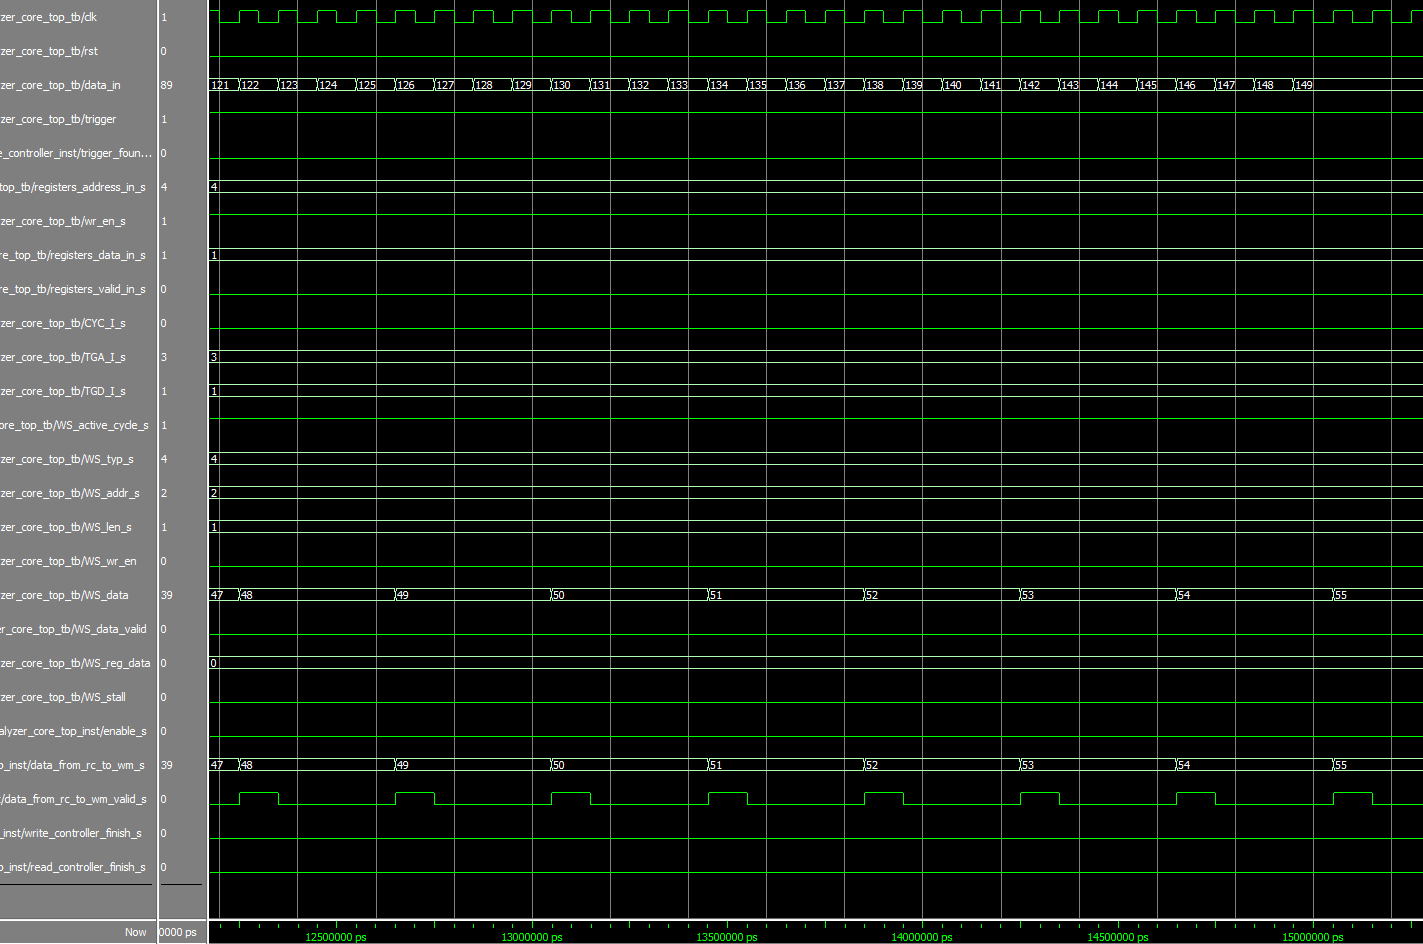 zer_core_top_tb/clk 1
zer_core_top_tb/rst 0
zer_core_top_tb/data_in 89 121 122 123 124 125 126 127 128 129 130 131 132 133 134 135 136 137 138 139 140 141 142 143 144 145 146 147 148 149
zer_core_top_tb/trigger 1
e_controller_inst/trigger_foun... 0
top_tb/registers_address_in_s 4 4
zer_core_top_tb/wr_en_s 1
re_top_tb/registers_data_in_s 1 1
re_top_tb/registers_valid_in_s 0
zer_core_top_tb/CYC_I_s 0
zer_core_top_tb/TGA_I_s 3 3
zer_core_top_tb/TGD_I_s 1 1
ore_top_tb/WS_active_cycle_s 1
zer_core_top_tb/WS_typ_s 4 4
zer_core_top_tb/WS_addr_s 2 2
zer_core_top_tb/WS_len_s 1 1
zer_core_top_tb/WS_wr_en 0
zer_core_top_tb/WS_data 39 47 48 49 50 51 52 53 54 55
er_core_top_tb/WS_data_valid 0
zer_core_top_tb/WS_reg_data 0 0
zer_core_top_tb/WS_stall 0
alyzer_core_top_inst/enable_s 0
p_inst/data_from_rc_to_wm_s 39 47 48 49 50 51 52 53 54 55
/data_from_rc_to_wm_valid_s 0
_inst/write_controller_finish_s 0
p_inst/read_controller_finish_s 0
Now 0000 ps 12500000 ps 13000000 ps 13500000 ps 14000000 ps 14500000 ps 15000000 ps